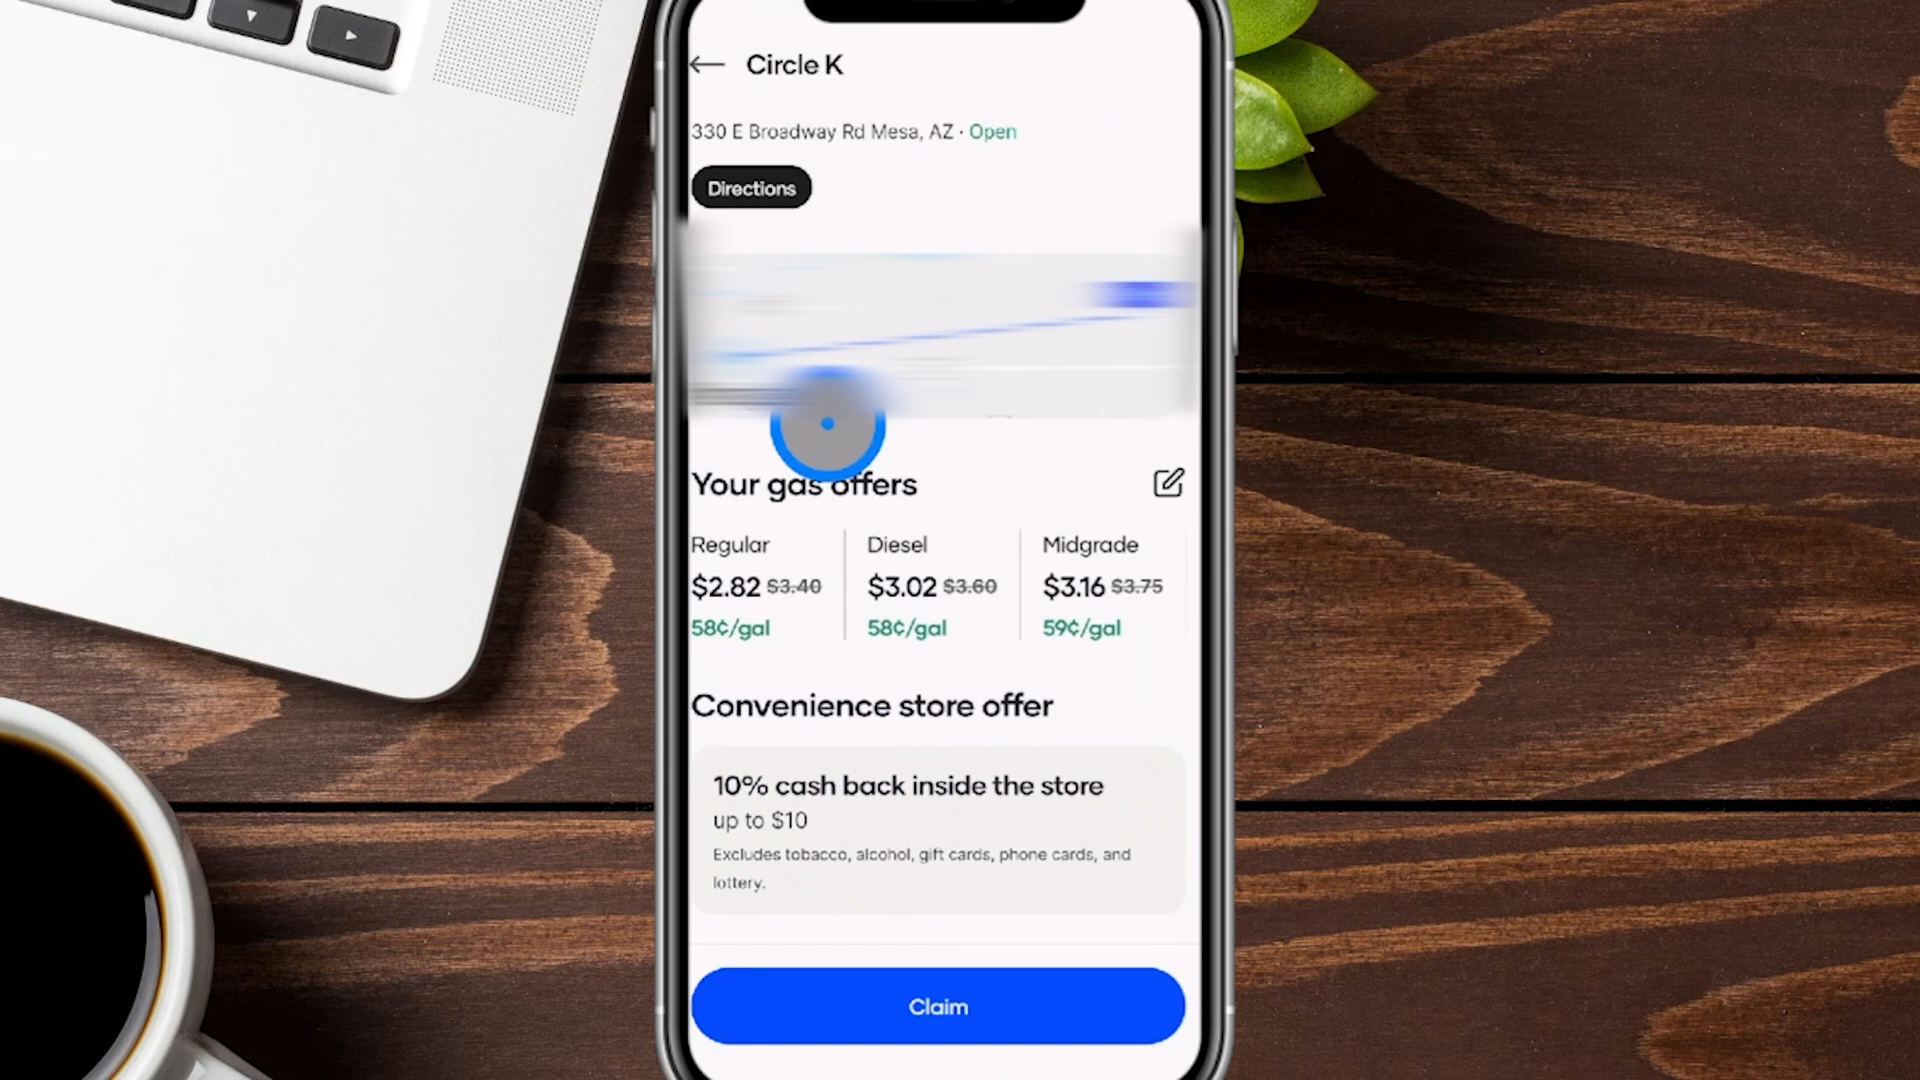 Circle K
330 E Broadway Rd Mesa, AZ · Open
Directions
Your gas offers
Regular Diesel Midgrade
$2.82 $3.40 $3.02 $3.60 $3.16 $3.75
58¢/gal 58¢/gal 59¢/gal
Convenience store offer
10% cash back inside the store
up to $10
Excludes tobacco, alcohol, gift cards, phone cards, and
lottery.
Claim